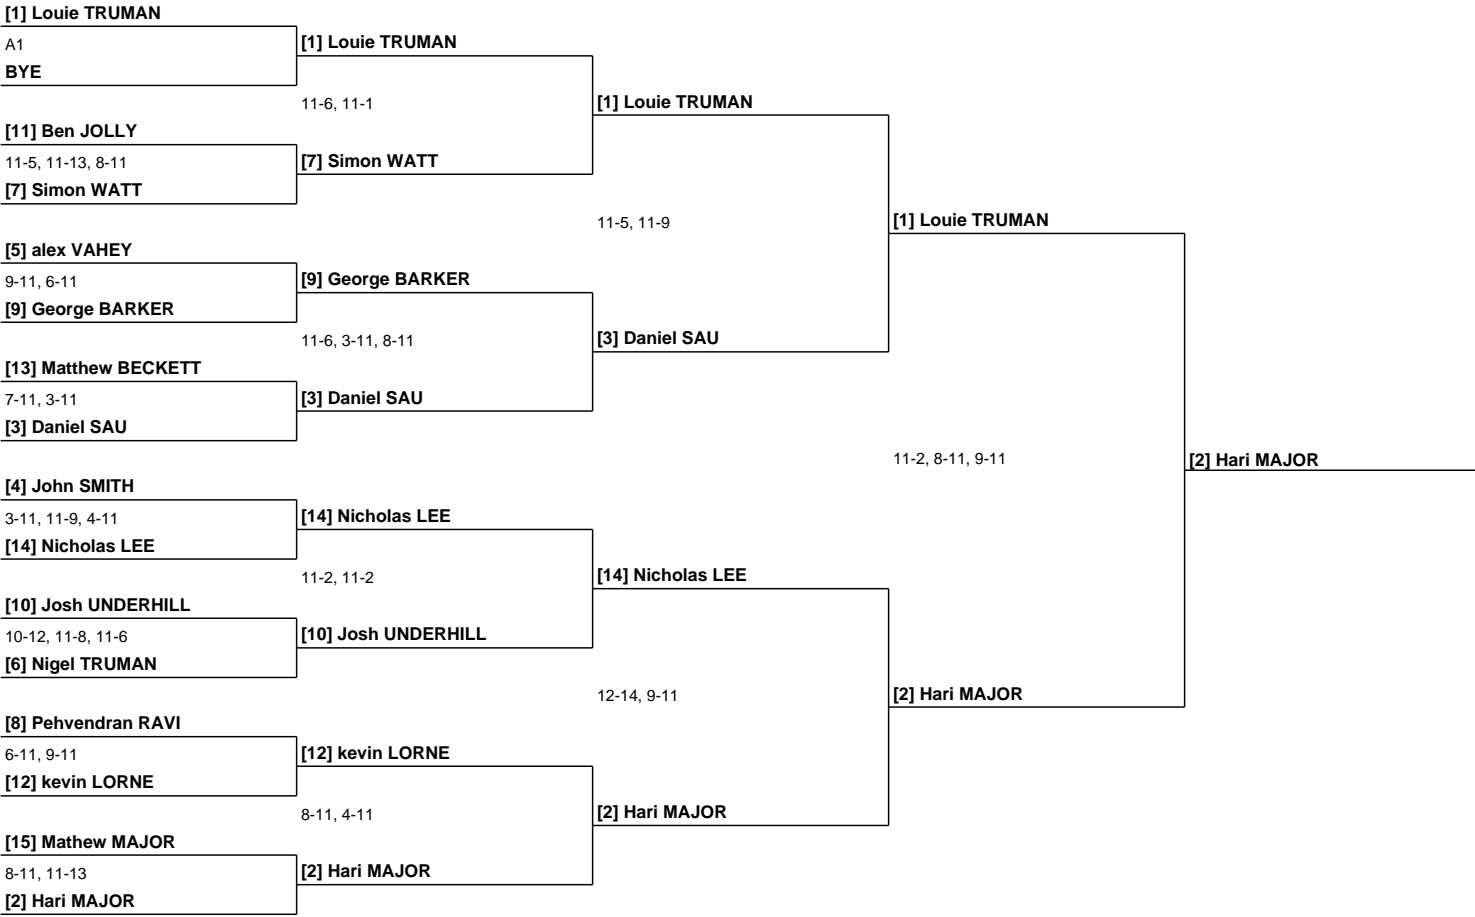 [1] Louie TRUMAN
A1
BYE
[11] Ben JOLLY
11-5, 11-13, 8-11
[7] Simon WATT
[5] alex VAHEY
9-11, 6-11
[9] George BARKER
[13] Matthew BECKETT
7-11, 3-11
[3] Daniel SAU
[4] John SMITH
3-11, 11-9, 4-11
[14] Nicholas LEE
[10] Josh UNDERHILL
10-12, 11-8, 11-6
[6] Nigel TRUMAN
[8] Pehvendran RAVI
6-11, 9-11
[12] kevin LORNE
[15] Mathew MAJOR
8-11, 11-13
[2] Hari MAJOR
[1] Louie TRUMAN
11-6, 11-1
[7] Simon WATT
[9] George BARKER
11-6, 3-11, 8-11
[3] Daniel SAU
[14] Nicholas LEE
11-2, 11-2
[10] Josh UNDERHILL
[12] kevin LORNE
8-11, 4-11
[2] Hari MAJOR
[1] Louie TRUMAN
11-5, 11-9
[3] Daniel SAU
[14] Nicholas LEE
12-14, 9-11
[2] Hari MAJOR
[1] Louie TRUMAN
11-2, 8-11, 9-11
[2] Hari MAJOR
[2] Hari MAJOR